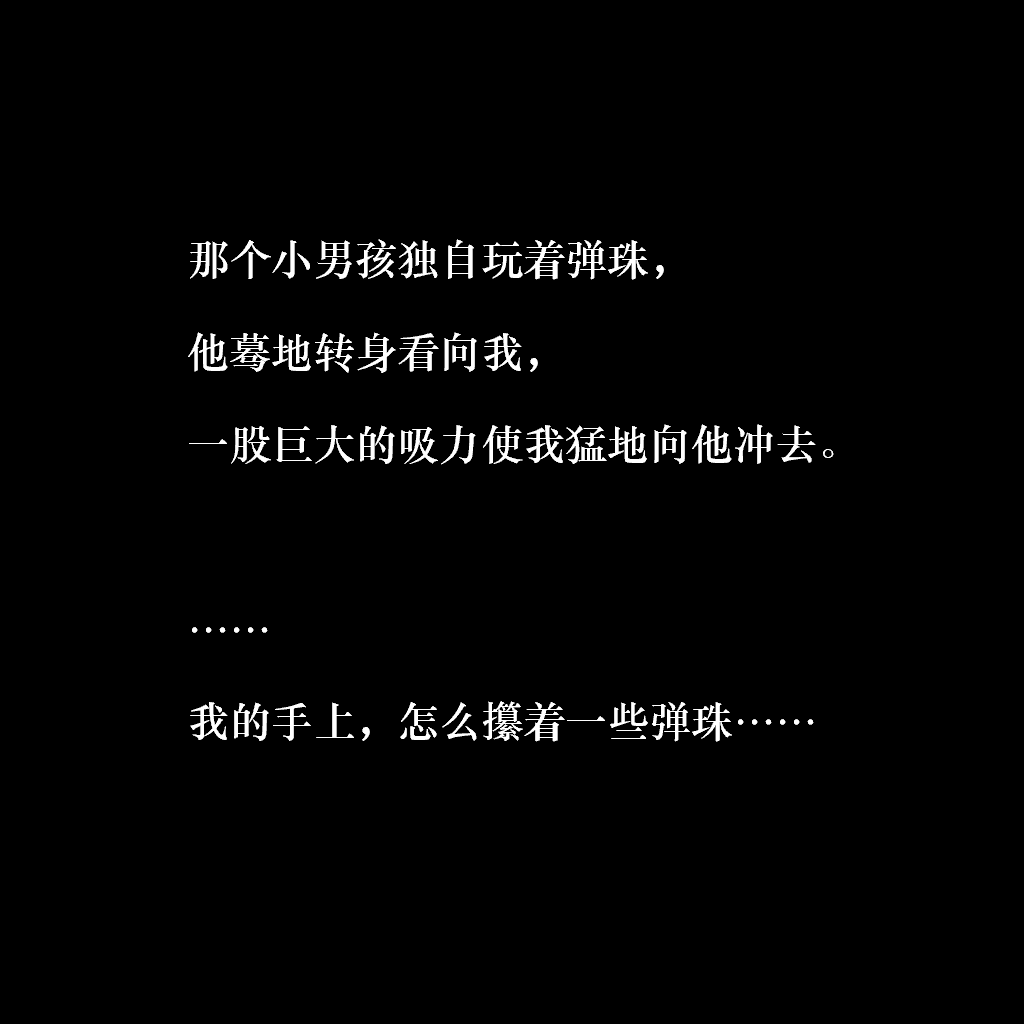 那个小男孩独自玩着弹珠，
他蓦地转身看向我，
一股巨大的吸力使我猛地向他冲去。
……
我的手上，怎么攥着一些弹珠……